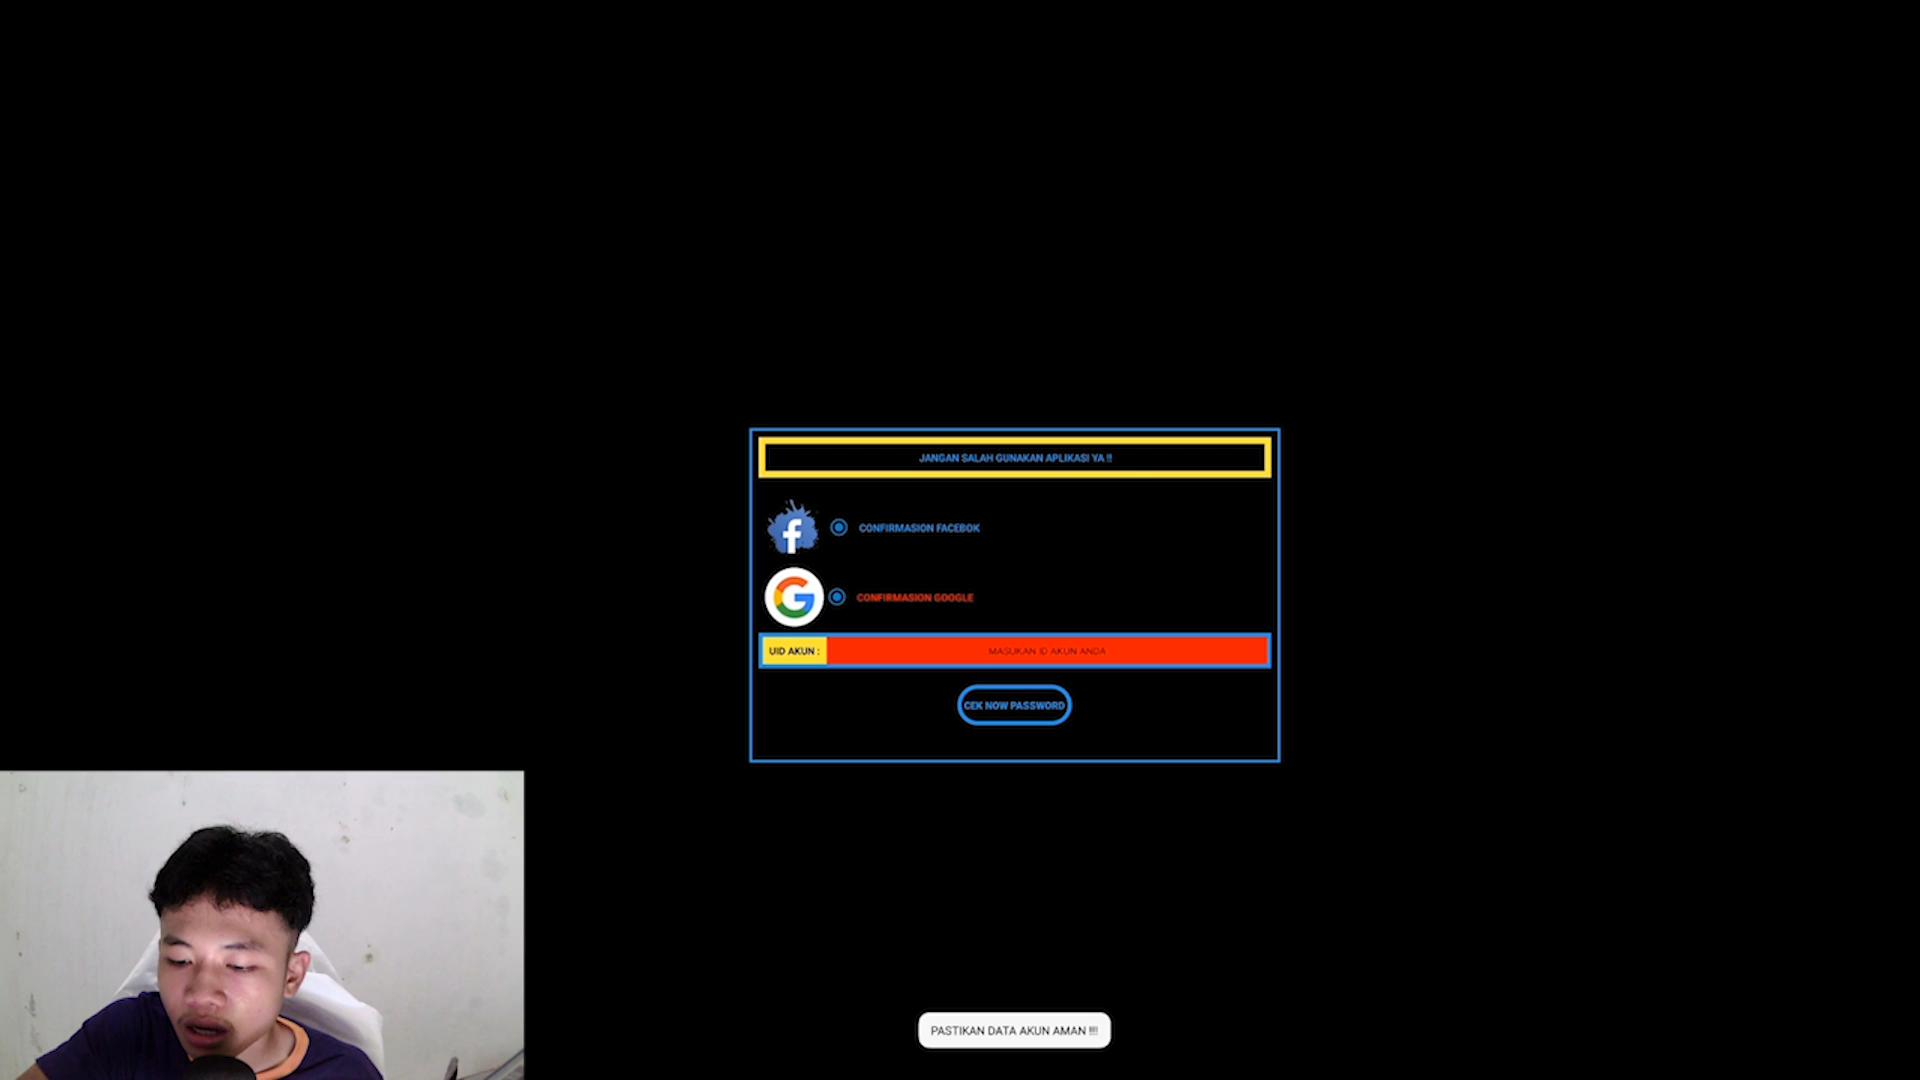 JANGAN SALAH GUNAKAN APLIKASI YA !!
CONFIRMASION FACEBOK
CONFIRMASION GOOGLE
UID AKUN : MASUKAN ID AKUN ANDA
CEK NOW PASSWORD
PASTIKAN DATA AKUN AMAN !!!!